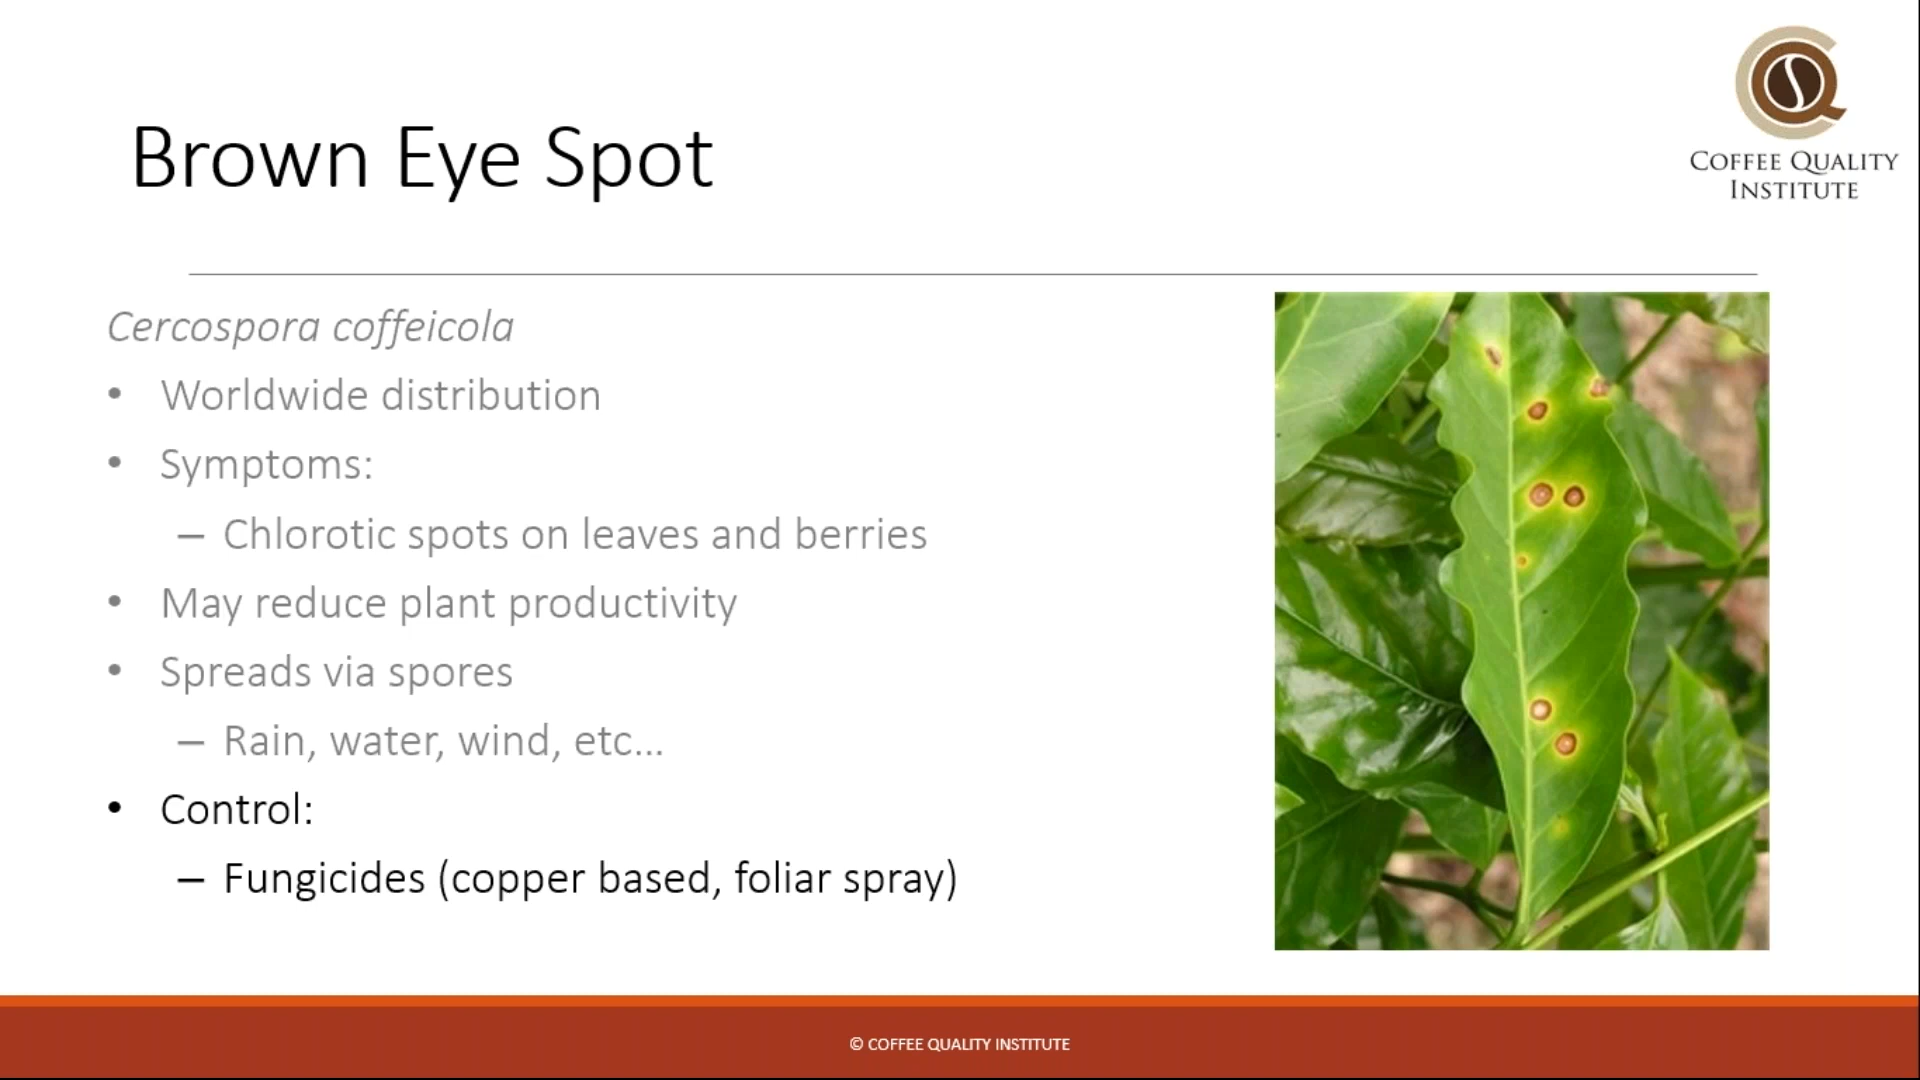 COFFEE QUALITY
INSTITUTE
Brown Eye Spot
Cercospora coffeicola
• Worldwide distribution
• Symptoms:
– Chlorotic spots on leaves and berries
• May reduce plant productivity
• Spreads via spores
– Rain, water, wind, etc...
• Control:
– Fungicides (copper based, foliar spray)
© COFFEE QUALITY INSTITUTE